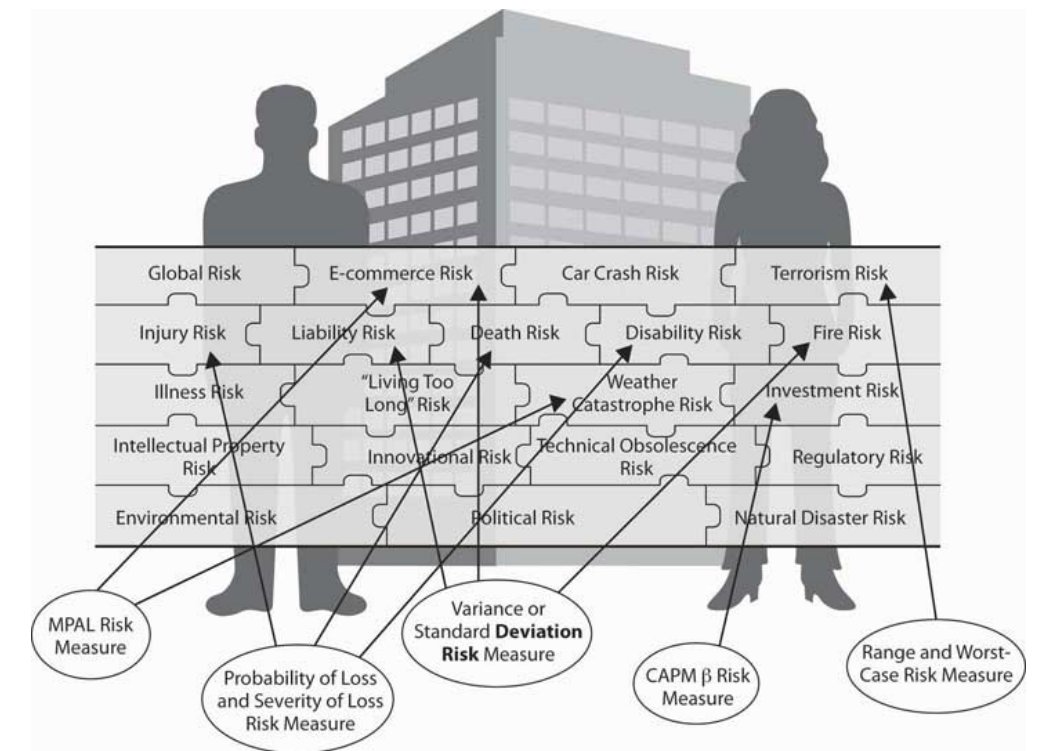 Global Risk
E-commerce Risk
Car Crash Risk
Terrorism Risk
Injury Risk
Liability Risk
Death Risk
Disability Risk
Fire Risk
Illness Risk
“Living Too
Long” Risk
Weather
Catastrophe Risk
Investment Risk
Intellectual Property
Risk
Innovational Risk
Technical Obsolescence
Risk
Regulatory Risk
Environmental Risk
Political Risk
Natural Disaster Risk
MPAL Risk
Measure
Probability of Loss
and Severity of Loss
Risk Measure
Variance or
Standard Deviation
Risk Measure
CAPM β Risk
Measure
Range and Worst-
Case Risk Measure